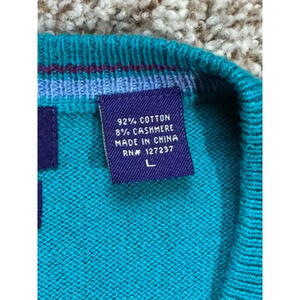 92% COTTON
8% CASHMERE
MADE IN CHINA
RN# 127237
L